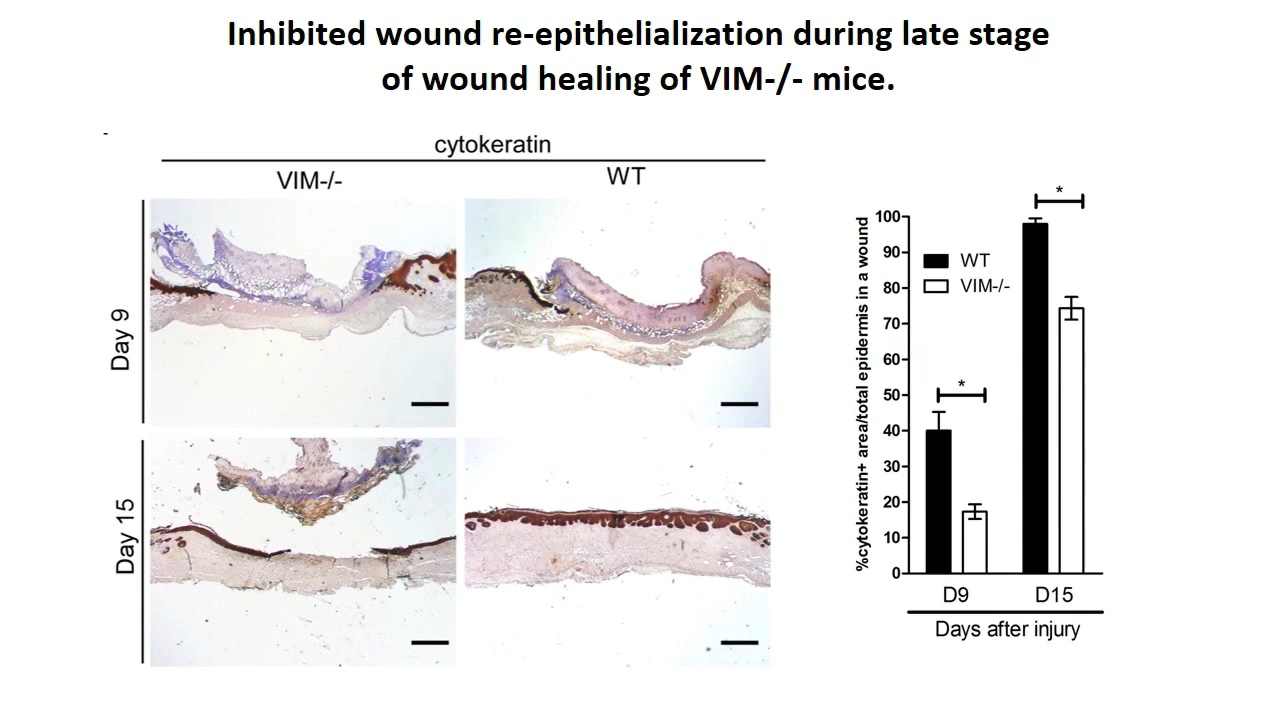 Inhibited wound re-epithelialization during late stage
of wound healing of VIM-/- mice.
cytokeratin
VIM-/-
WT
Day 9
Day 15
%cytokeratin+ area/total epidermis in a wound
100
90
80
70
60
50
40
30
20
10
0
WT
VIM-/-
*
*
D9
D15
Days after injury